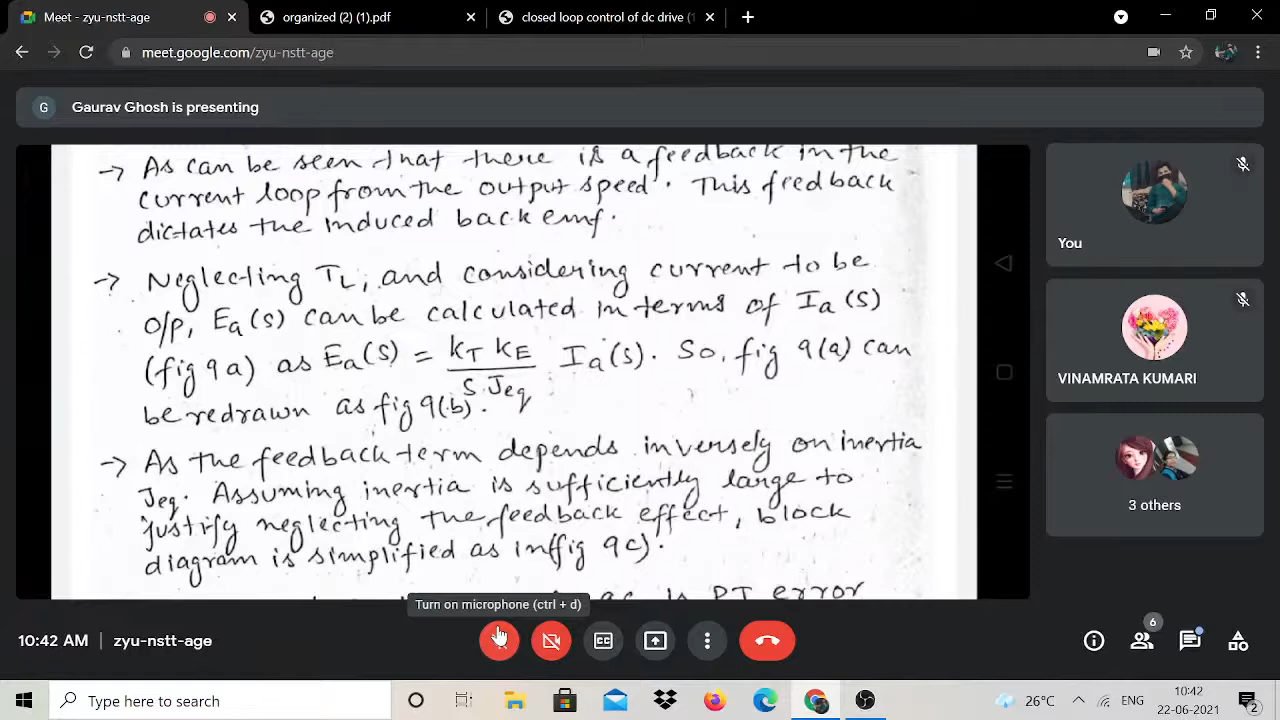 Meet - zyu-nstt-age
organized (2) (1).pdf
closed loop control of dc drive (1
meet.google.com/zyu-nstt-age
G Gaurav Ghosh is presenting
→ As can be seen that there is a feedback in the
current loop from the output speed. This feedback
dictates the induced back emf.
→ Neglecting TL, and considering current to be
o/p, Ea(s) can be calculated in terms of Ia(s)
(fig 9a) as Ea(s) = kT kE / s Jeq Ia(s). So, fig 9(a) can
be redrawn as fig 9(b).
→ As the feedback term depends inversely on inertia
Jeq. Assuming inertia is sufficiently large to
justify neglecting the feedback effect, block
diagram is simplified as in (fig 9c).
PT error
You
VINAMRATA KUMARI
3 others
Turn on microphone (ctrl + d)
10:42 AM | zyu-nstt-age
CC
6
Type here to search
26°C
ENG
10:42
22-06-2021
2